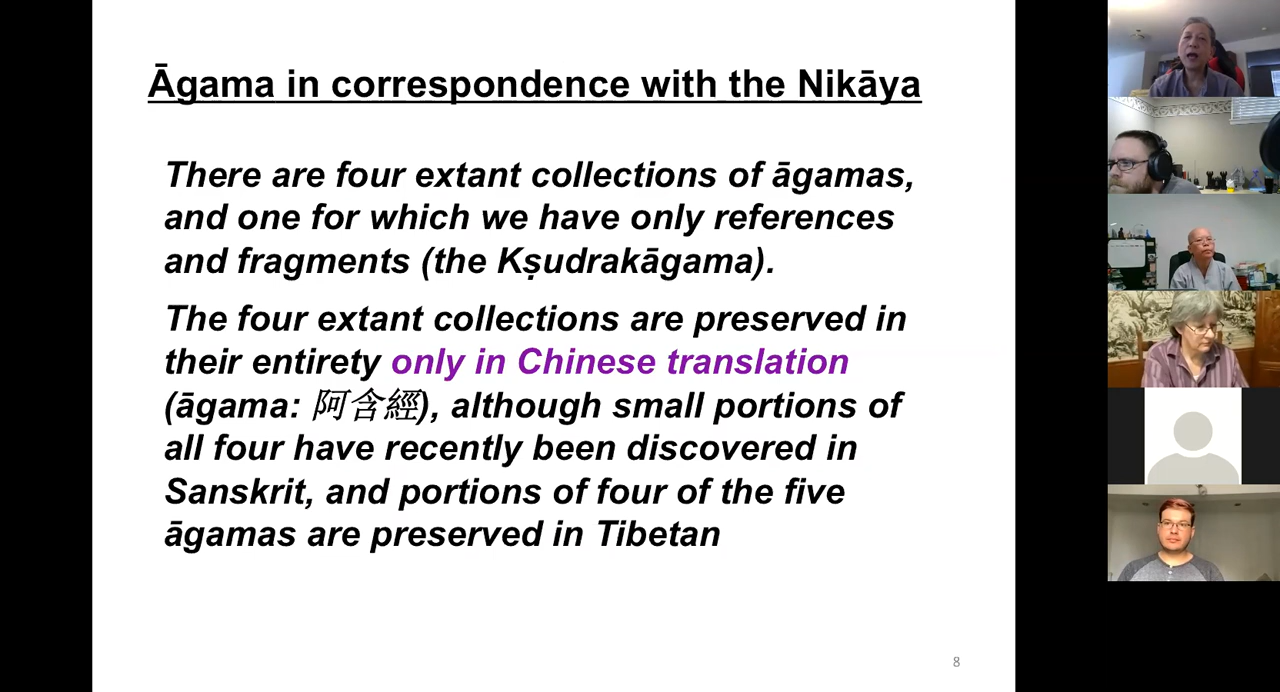 Āgama in correspondence with the Nikāya
There are four extant collections of āgamas,
and one for which we have only references
and fragments (the Kṣudrakāgama).
The four extant collections are preserved in
their entirety only in Chinese translation
(āgama: 阿含經), although small portions of
all four have recently been discovered in
Sanskrit, and portions of four of the five
āgamas are preserved in Tibetan
8